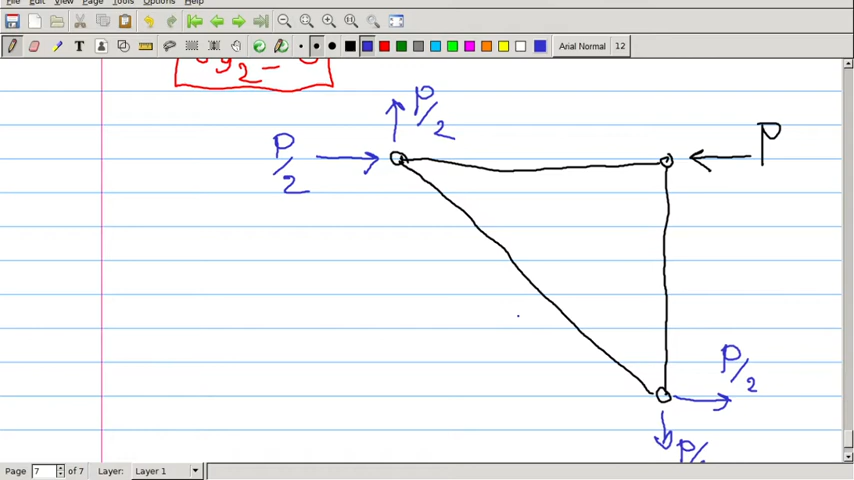 File Edit View Page Tools Options Help
Arial Normal 12
P/2
P/2
P
P/2
P/
Page 7 of 7 Layer: Layer 1